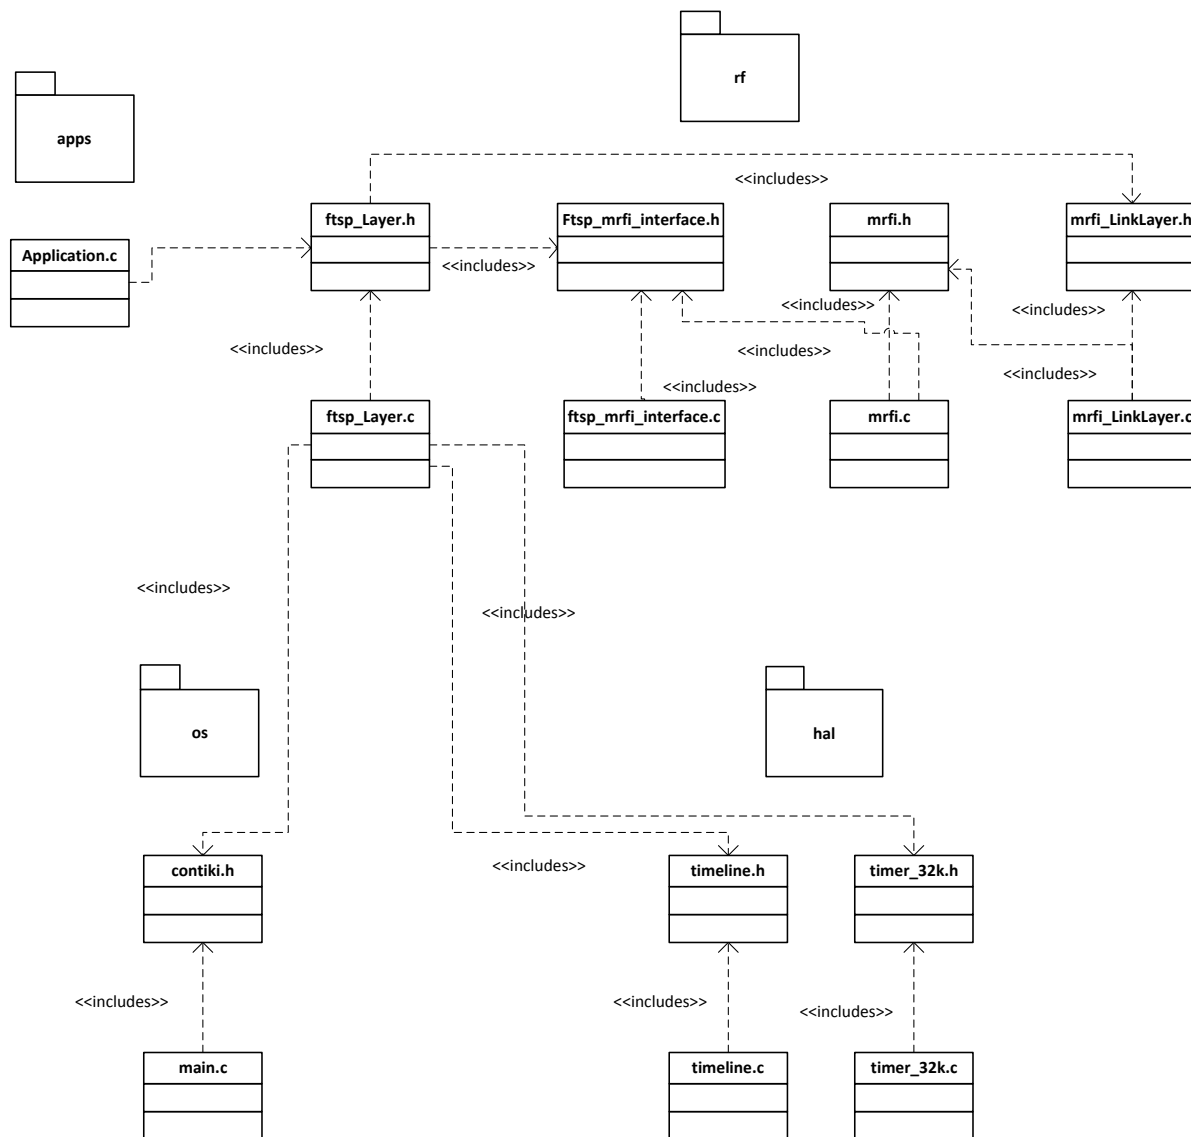 rf
apps
<<includes>>
ftsp_Layer.h
Ftsp_mrfi_interface.h
mrfi.h
mrfi_LinkLayer.h
Application.c
<<includes>>
<<includes>>
<<includes>>
<<includes>>
<<includes>>
<<includes>>
<<includes>>
ftsp_Layer.c
ftsp_mrfi_interface.c
mrfi.c
mrfi_LinkLayer.c
<<includes>>
<<includes>>
os
hal
<<includes>>
contiki.h
timeline.h
timer_32k.h
<<includes>>
<<includes>>
<<includes>>
main.c
timeline.c
timer_32k.c